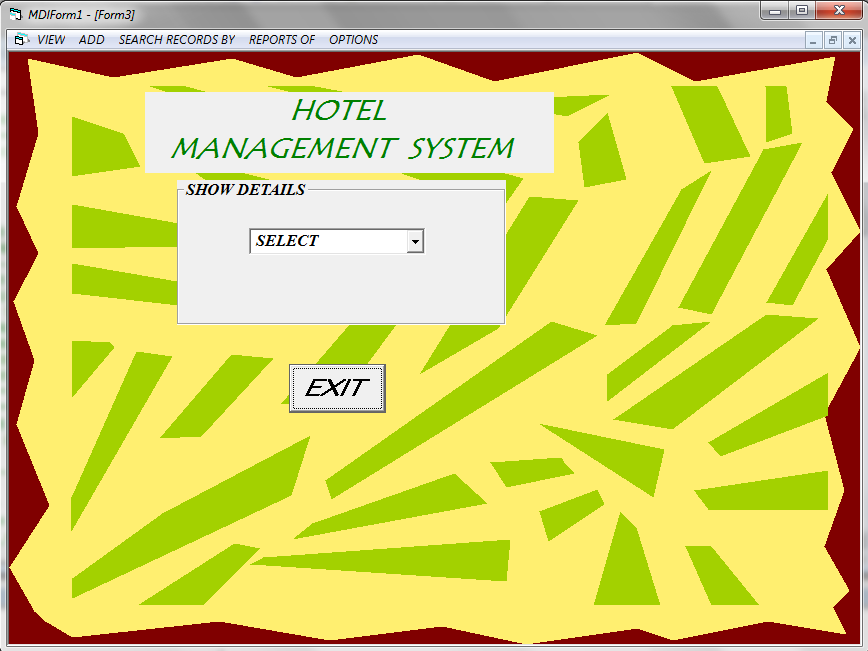 MDIForm1 - [Form3]
VIEW ADD SEARCH RECORDS BY REPORTS OF OPTIONS
HOTEL
MANAGEMENT SYSTEM
SHOW DETAILS
SELECT
EXIT